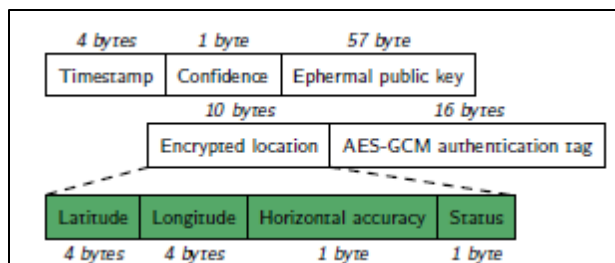 4 bytes 1 byte 57 byte
Timestamp Confidence Ephermal public key
10 bytes 16 bytes
Encrypted location AES-GCM authentication tag
Latitude Longitude Horizontal accuracy Status
4 bytes 4 bytes 1 byte 1 byte